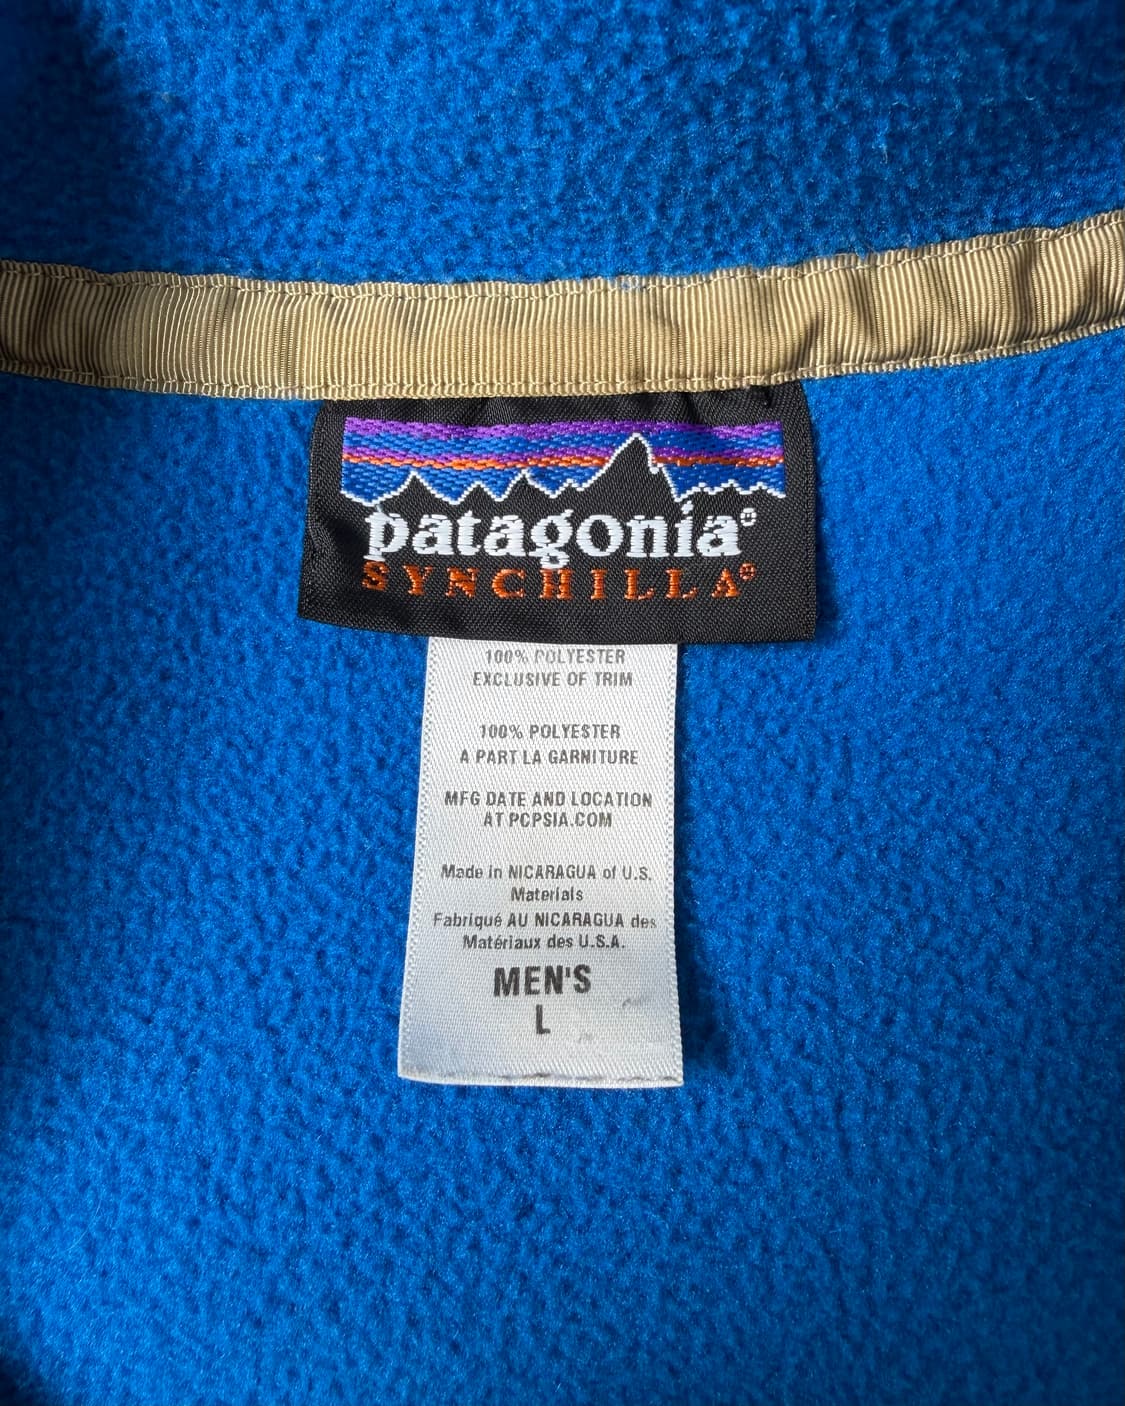 patagonia®
SYNCHILLA®
100% POLYESTER
EXCLUSIVE OF TRIM
100% POLYESTER
A PART LA GARNITURE
MFG DATE AND LOCATION
AT PCPSIA.COM
Made in NICARAGUA of U.S.
Materials
Fabriqué AU NICARAGUA des
Matériaux des U.S.A.
MEN'S
L